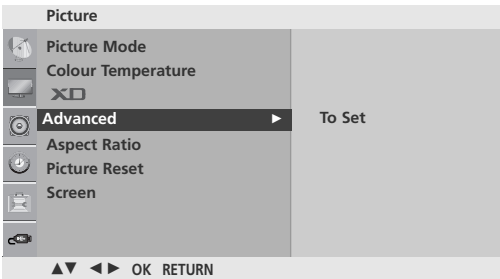 Picture
Picture Mode
Colour Temperature
XD
Advanced ► To Set
Aspect Ratio
Picture Reset
Screen
▲▼ ◄► OK RETURN